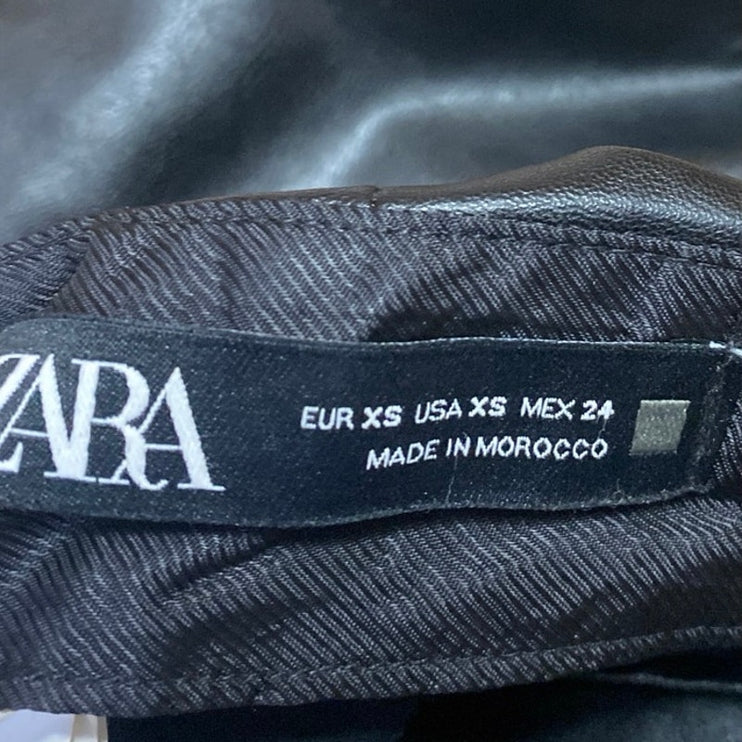 ZARA
EUR XS USA XS MEX 24
MADE IN MOROCCO